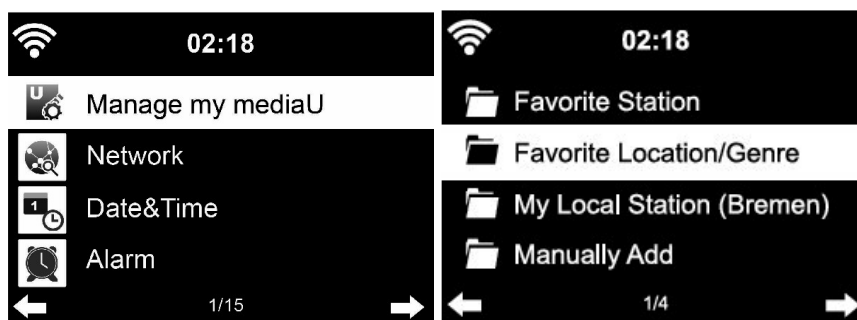 02:18
U
Manage my mediaU
Network
1
Date&Time
Alarm
1/15
02:18
Favorite Station
Favorite Location/Genre
My Local Station (Bremen)
Manually Add
1/4